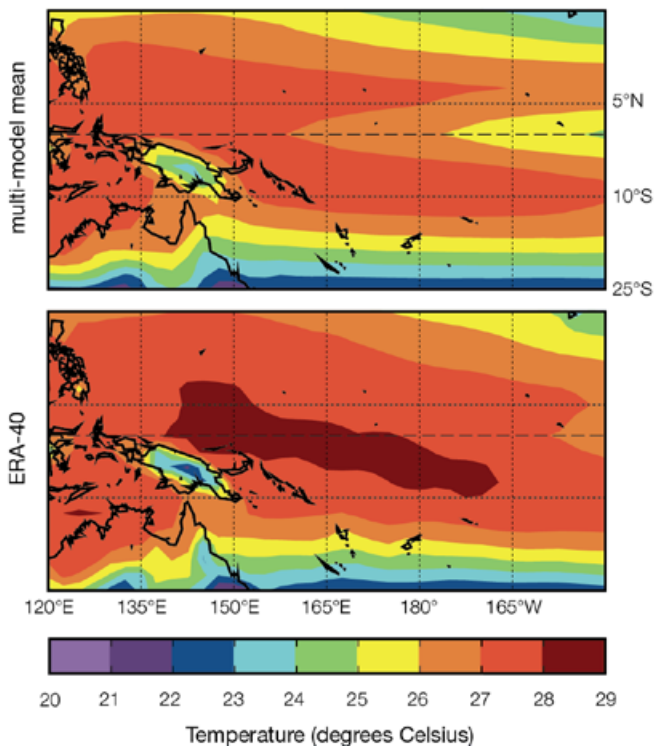 multi-model mean
5°N
10°S
25°S
ERA-40
120°E 135°E 150°E 165°E 180° 165°W
20 21 22 23 24 25 26 27 28 29
Temperature (degrees Celsius)